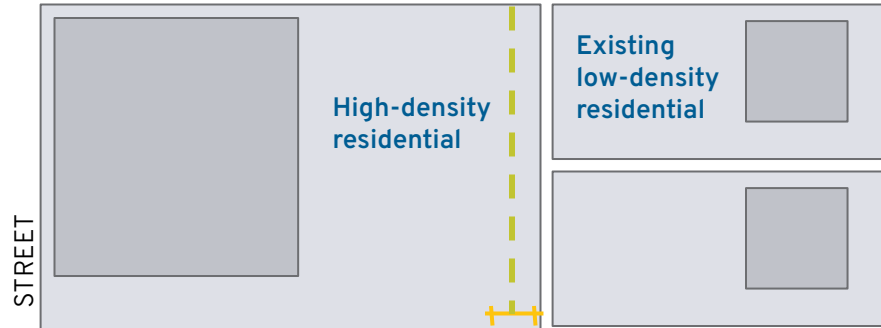 High-density
residential
Existing
low-density
residential
STREET